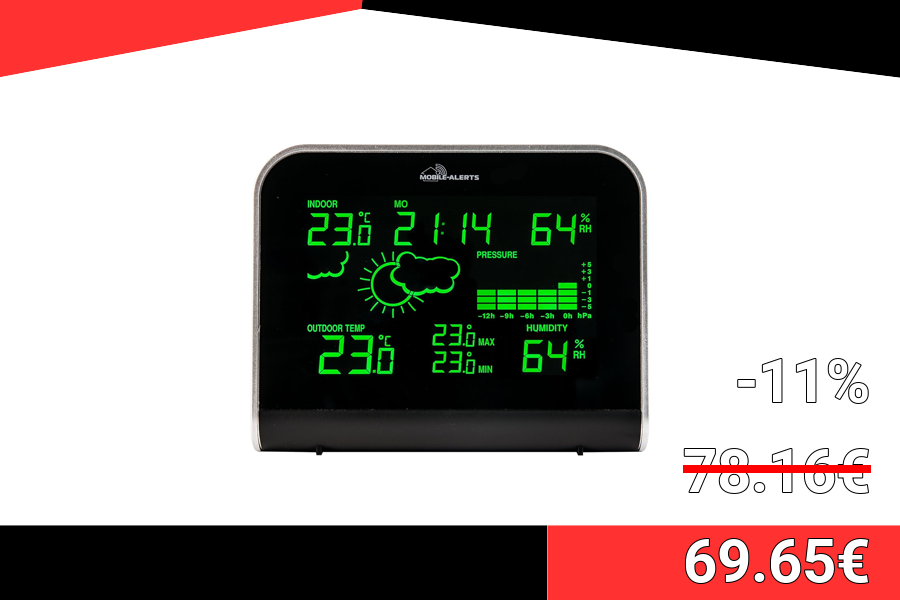 MOBILE-ALERTS
INDOOR MO
23.0 °C 21:14 64 % RH
PRESSURE
+5
+3
+1
0
-1
-3
-5
-12h -9h -6h -3h 0h hPa
OUTDOOR TEMP HUMIDITY
23.0 °C 23.0 MAX 64 % RH
23.0 MIN
-11%
78.16€
69.65€